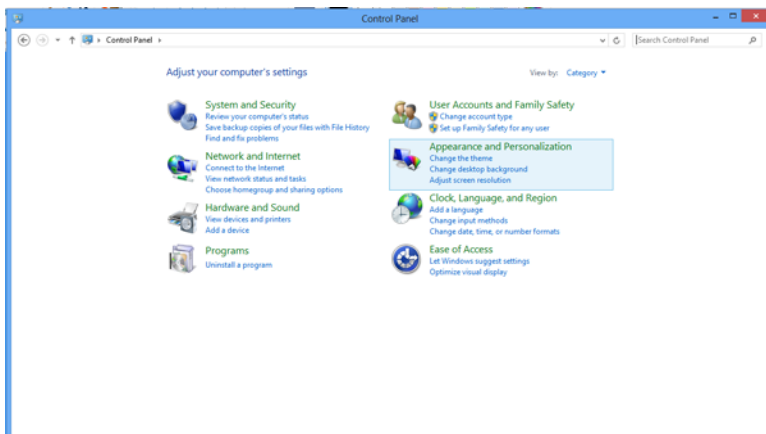 Control Panel
Control Panel
Search Control Panel
Adjust your computer's settings
View by: Category
System and Security
Review your computer's status
Save backup copies of your files with File History
Find and fix problems
Network and Internet
Connect to the Internet
View network status and tasks
Choose homegroup and sharing options
Hardware and Sound
View devices and printers
Add a device
Programs
Uninstall a program
User Accounts and Family Safety
Change account type
Set up Family Safety for any user
Appearance and Personalization
Change the theme
Change desktop background
Adjust screen resolution
Clock, Language, and Region
Add a language
Change input methods
Change date, time, or number formats
Ease of Access
Let Windows suggest settings
Optimize visual display